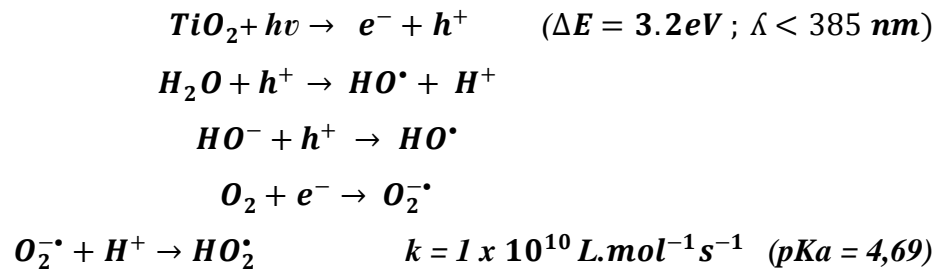 TiO₂ + hν → e⁻ + h⁺ (ΔE = 3.2eV ; ʎ < 385 nm)
H₂O + h⁺ → HO• + H⁺
HO⁻ + h⁺ → HO•
O₂ + e⁻ → O₂⁻•
O₂⁻• + H⁺ → HO₂• k = 1 x 10¹⁰ L.mol⁻¹s⁻¹ (pKa = 4,69)